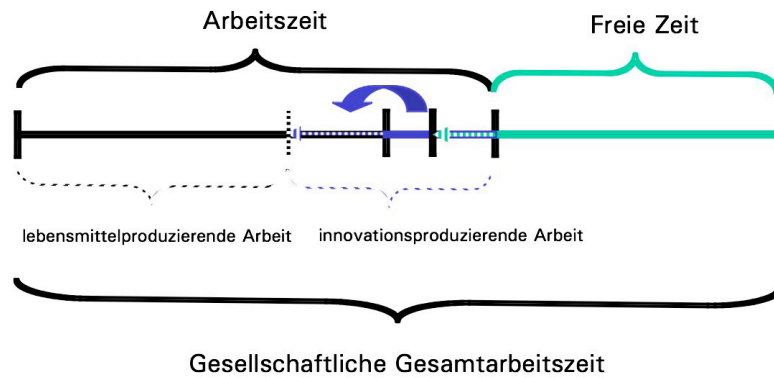 Arbeitszeit
Freie Zeit
lebensmittelproduzierende Arbeit
innovationsproduzierende Arbeit
Gesellschaftliche Gesamtarbeitszeit